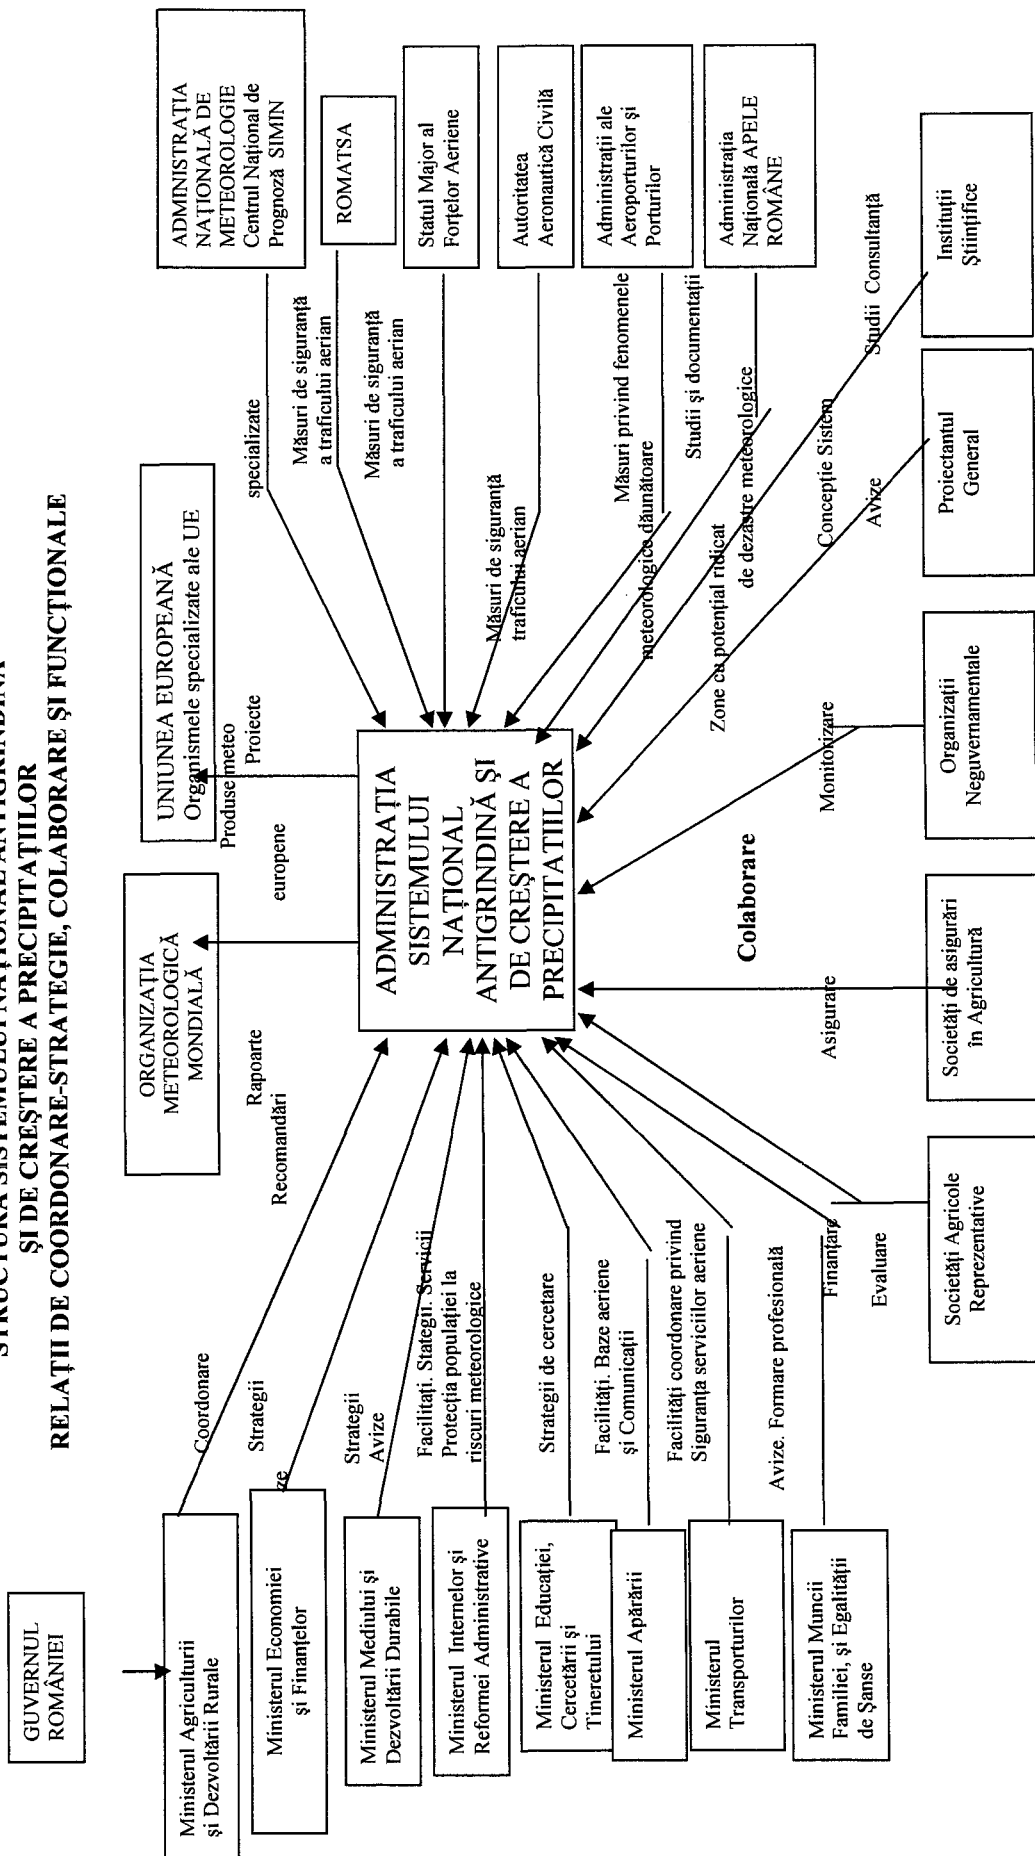 STRUCTURA SISTEMULUI NAȚIONAL ANTIGRINDINĂ
ȘI DE CREȘTERE A PRECIPITAȚIILOR
RELAȚII DE COORDONARE-STRATEGIE, COLABORARE ȘI FUNCȚIONALE
GUVERNUL
ROMÂNIEI
Ministerul Agriculturii
și Dezvoltării Rurale
Ministerul Economiei
și Finanțelor
Ministerul Mediului și
Dezvoltării Durabile
Ministerul Internelor și
Reformei Administrative
Ministerul Educației,
Cercetării și
Tineretului
Ministerul Apărării
Ministerul
Transporturilor
Ministerul Muncii
Familiei, și Egalității
de Șanse
Coordonare
Strategii
ze
Strategii
Avize
Facilitați. Stategii. Servicii
Protecția populației la
riscuri meteorologice
Strategii de cercetare
Facilități. Baze aeriene
și Comunicații
Facilități coordonare privind
Siguranța serviciilor aeriene
Avize. Formare profesională
Finanțare
Evaluare
ORGANIZAȚIA
METEOROLOGICĂ
MONDIALĂ
Rapoarte
Recomandări
UNIUNEA EUROPEANĂ
Organismele specializate ale UE
Produse meteo
Proiecte
europene
ADMINISTRAȚIA
SISTEMULUI
NAȚIONAL
ANTIGRINDINĂ ȘI
DE CREȘTERE A
PRECIPITATIILOR
specializate
Măsuri de siguranță
a traficului aerian
Măsuri de siguranță
a traficului aerian
Măsuri de siguranță
traficului aerian
Măsuri privind fenomenele
meteorologice dăunătoare
Studii și documentații
Zone cu potențial ridicat
de dezastre meteorologice
Concepție Sistem
Avize
Studii Consultanță
ADMINISTRAȚIA
NAȚIONALĂ DE
METEOROLOGIE
Centrul Național de
Prognoză SIMIN
ROMATSA
Statul Major al
Forțelor Aeriene
Autoritatea
Aeronautică Civilă
Administrații ale
Aeroporturilor și
Porturilor
Administrația
Națională APELE
ROMÂNE
Colaborare
Asigurare
Monitorizare
Societăți Agricole
Reprezentative
Societăți de asigurări
în Agricultură
Organizații
Neguvernamentale
Proiectantul
General
Instituții
Științifice